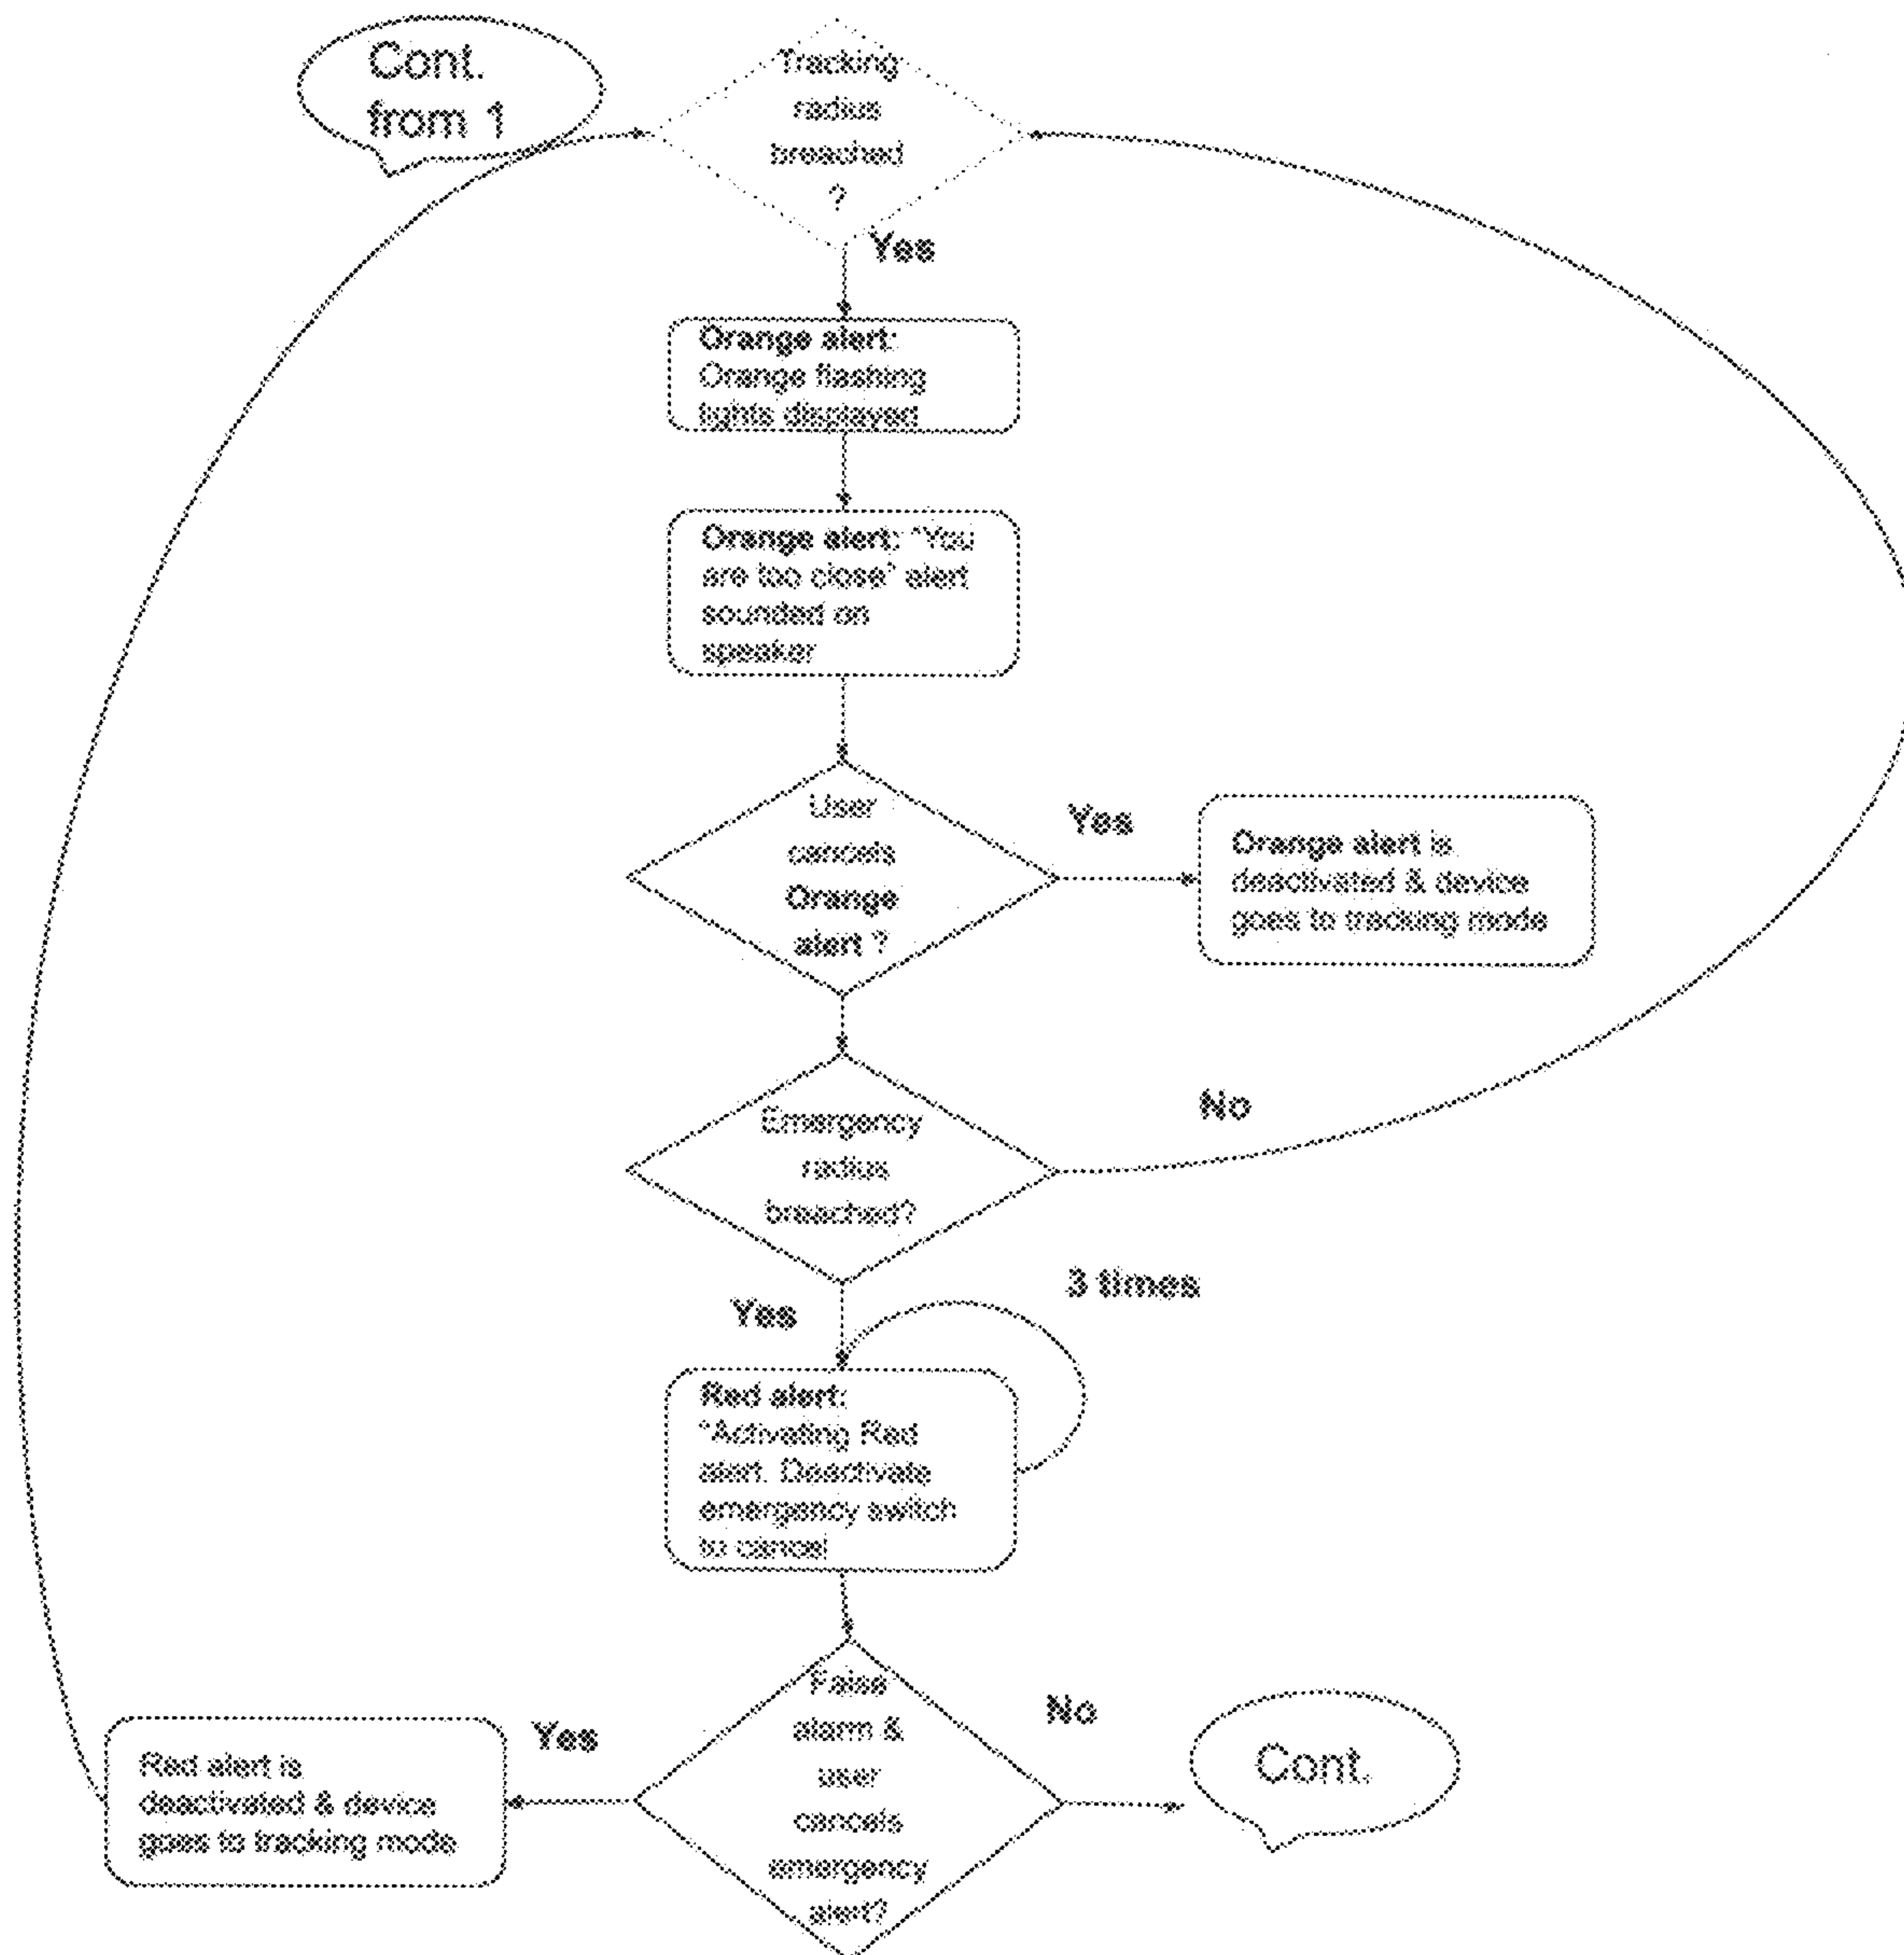 Cont.
from 1
Tracking
radius
breached
?
Yes
Orange alert:
Orange flashing
lights displayed
Orange alert: "You
are too close" alert
sounded on
speaker
User
cancels
Orange
alert ?
Yes
Orange alert is
deactivated & device
goes to tracking mode
Emergency
radius
breached?
No
Yes
3 times
Red alert:
"Activating Red
alert. Deactivate
emergency switch
to cancel
False
alarm &
user
cancels
emergency
alert?
Yes
No
Red alert is
deactivated & device
goes to tracking mode
Cont.